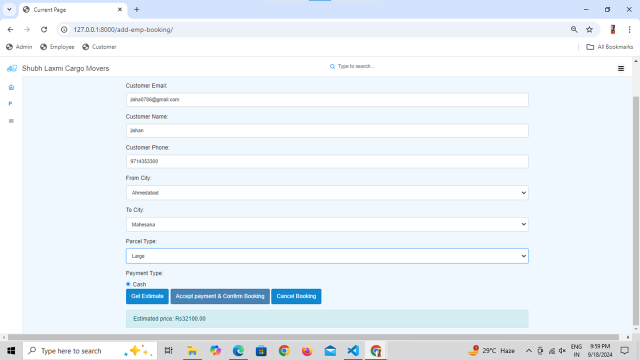 Current Page
127.0.0.1:8000/add-emp-booking/
Admin
Employee
Customer
All Bookmarks
Shubh Laxmi Cargo Movers
Type to search...
P
Customer Email:
jisha9786@gmail.com
Customer Name:
jishan
Customer Phone:
9714353399
From City:
Ahmedabad
To City:
Mahesana
Parcel Type:
Large
Payment Type:
Cash
Get Estimate
Accept payment & Confirm Booking
Cancel Booking
Estimated price: Rs32100.00
Type here to search
29°C Haze
ENG
IN
9:59 PM
9/18/2024